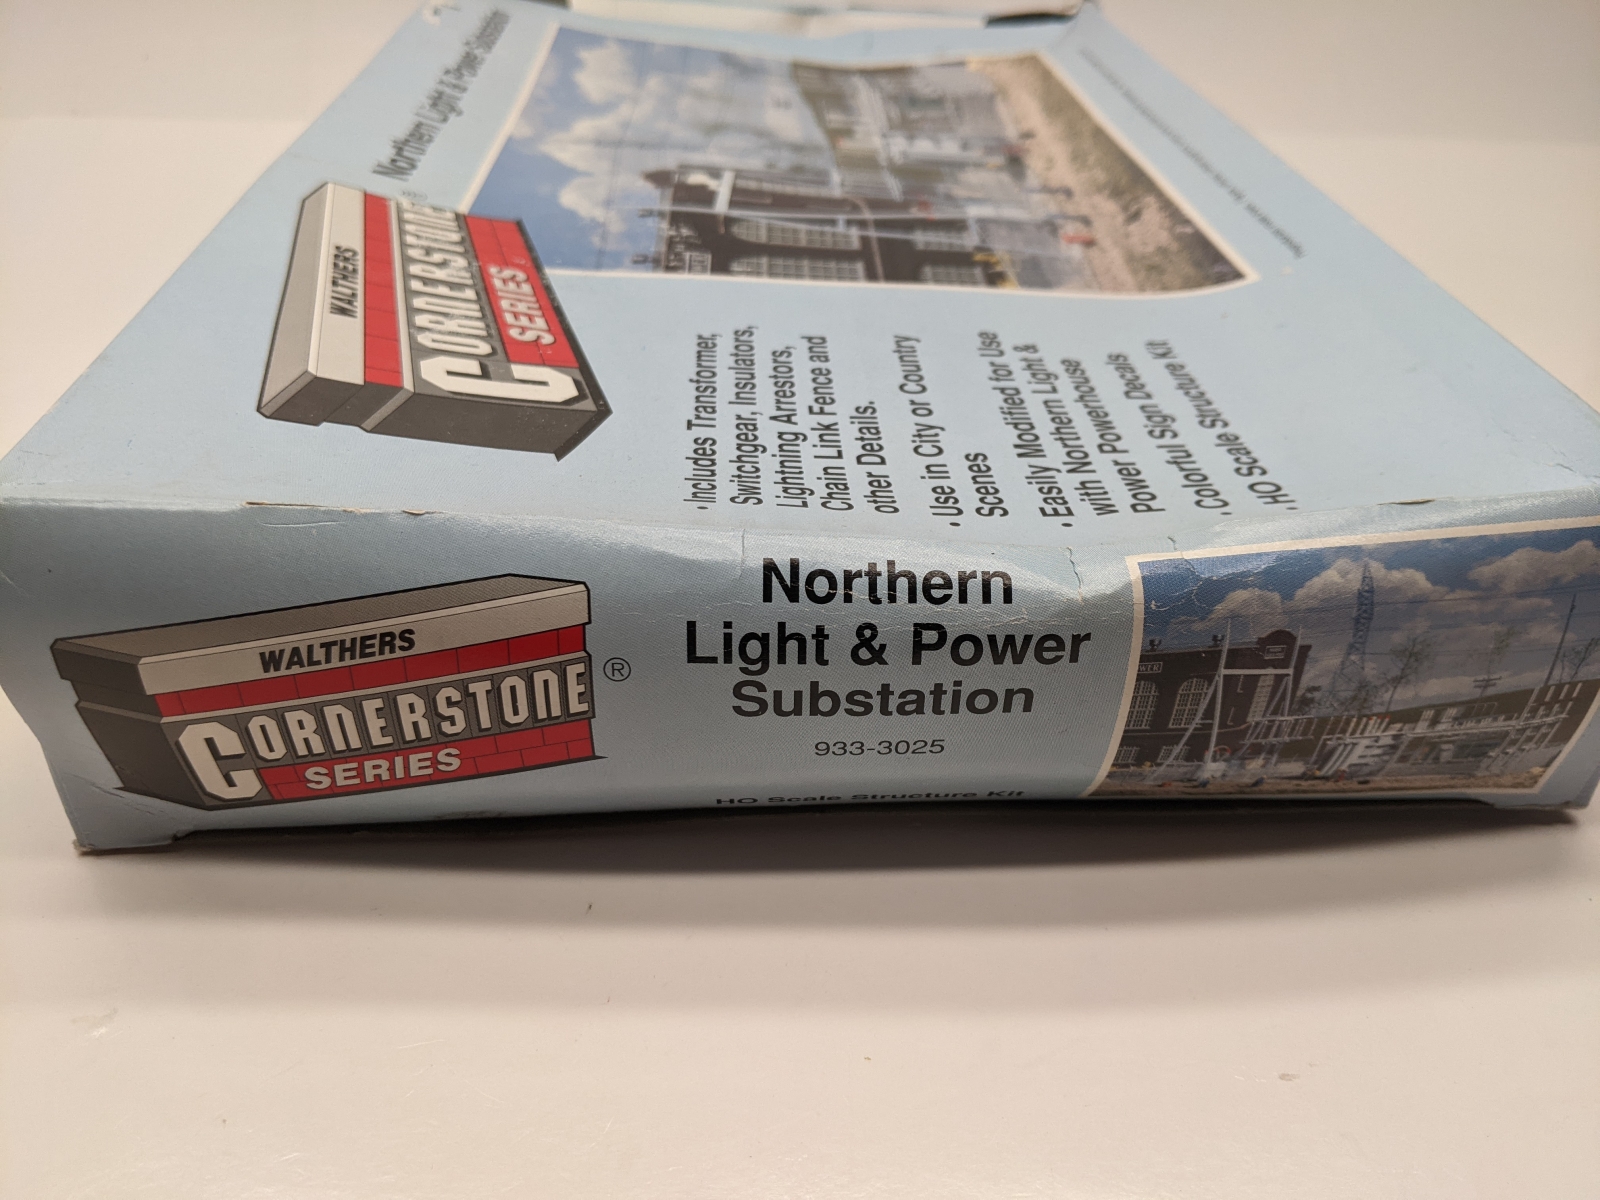 Northern Light & Power Substation
WALTHERS
CORNERSTONE
SERIES
®
· Includes Transformer,
Switchgear, Insulators,
Lightning Arrestors,
Chain Link Fence and
other Details.
· Use in City or Country
Scenes
· Easily Modified for Use
with Northern Light &
Power Powerhouse
· Colorful Sign Decals
· HO Scale Structure Kit
WALTHERS
CORNERSTONE
SERIES
®
Northern
Light & Power
Substation
933-3025
HO Scale Structure Kit